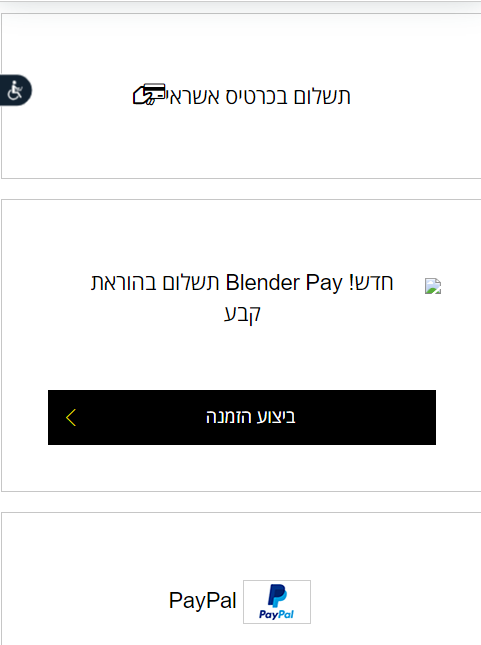 תשלום בכרטיס אשראי
חדש! Blender Pay תשלום בהוראת
קבע
ביצוע הזמנה
PayPal
PayPal